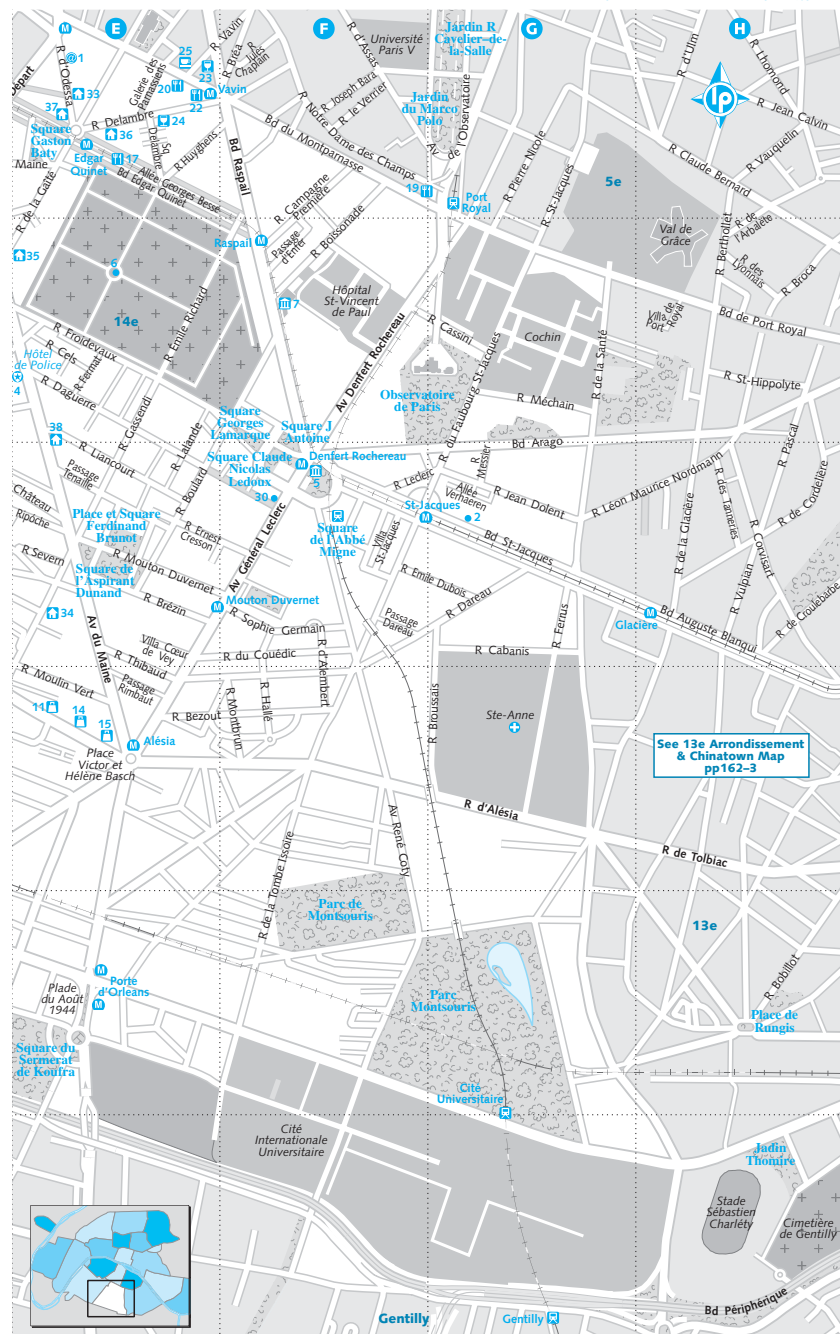 E
F
G
H
M
@1
R d'Odessa
Départ
33
37
25
23
20
22
Galerie des
Parnassiens
R Vavin
R Bréa
R Jules
Chaplain
Vavin
M
R Delambre
24
36
Square
Gaston
Baty
Maine
Edgar
Quinet
M
17
Sq
Delambre
R Huyghens
Allée Georges Besse
Bd Edgar Quinet
R de la Gaîté
Bd Raspail
Bd du Montparnasse
R Notre Dame des Champs
R Joseph Bara
R le Verrier
R d'Assas
Université
Paris V
Jardin R
Cavelier–de-
la-Salle
Jardin
du Marco
Polo
Av de l'Observatoire
19
Port
Royal
R Pierre Nicole
R St-Jacques
5e
R d'Ulm
R Lhomond
lp
R Jean Calvin
R Vauquelin
R Claude Bernard
Val de
Grâce
R Berthollet
R de
l'Arbalète
R des
Lyonnais
R Broca
Villa de
Port Royal
Bd de Port Royal
R Campagne
Première
Passage
d'Enfer
R Boissonade
Raspail
M
35
6
14e
R Emile Richard
7
Hôpital
St-Vincent
de Paul
Av Denfert Rochereau
R Cassini
Cochin
R du Faubourg St-Jacques
R de la Santé
Observatoire
de Paris
R Méchain
R St-Hippolyte
R Froidevaux
R Cels
R Fermat
Hôtel
de Police
4
R Daguerre
R Gassendi
38
R Liancourt
R Lalande
R Boulard
Square
Georges
Lamarque
Square J
Antoine
Denfert Rochereau
M
5
Square Claude
Nicolas
Ledoux
30
Bd Arago
R Leclerc
R
Messier
Allée
Verhaeren
R Jean Dolent
R Léon Maurice Nordmann
R Pascal
R de Cordelière
R des Tanneries
R de la Glacière
R Corvisart
R Vulpian
R de Croulebarbe
Passage
Tenaille
Château
Ripoche
Place et Square
Ferdinand
Brunot
R Severn
Square de
l'Aspirant
Dunand
R Ernest
Cresson
R Mouton Duvernet
R Brézin
Av Général Leclerc
Square
de l'Abbé
Migne
Villa
St-Jacques
St-Jacques
M
2
Bd St-Jacques
R Emile Dubois
R Dareau
Passage
Dareau
R Ferrus
Glacière
M
Bd Auguste Blanqui
34
Mouton Duvernet
M
R Sophie Germain
Av du Maine
Villa Cœur
de Vey
R Thibaud
R du Couëdic
R d'Alembert
R Cabanis
R Moulin Vert
Passage
Rimbaut
11
14
15
R Bezout
R Montbrun
R Hallé
R Broussais
Ste-Anne
Alésia
M
Place
Victor et
Hélène Basch
See 13e Arrondissement
& Chinatown Map
pp162–3
R d'Alésia
R de Tolbiac
Av René Coty
R de la Tombe Issoire
Parc de
Montsouris
13e
R Bobillot
M
Porte
d'Orléans
M
Plade
du Août
1944
Parc
Montsouris
Place de
Rungis
Square du
Sermerat
de Koufra
Cité
Universitaire
Cité
Internationale
Universitaire
Jadin
Thomire
Stade
Sébastien
Charléty
Cimetière
de Gentilly
Bd Périphérique
Gentilly
Gentilly